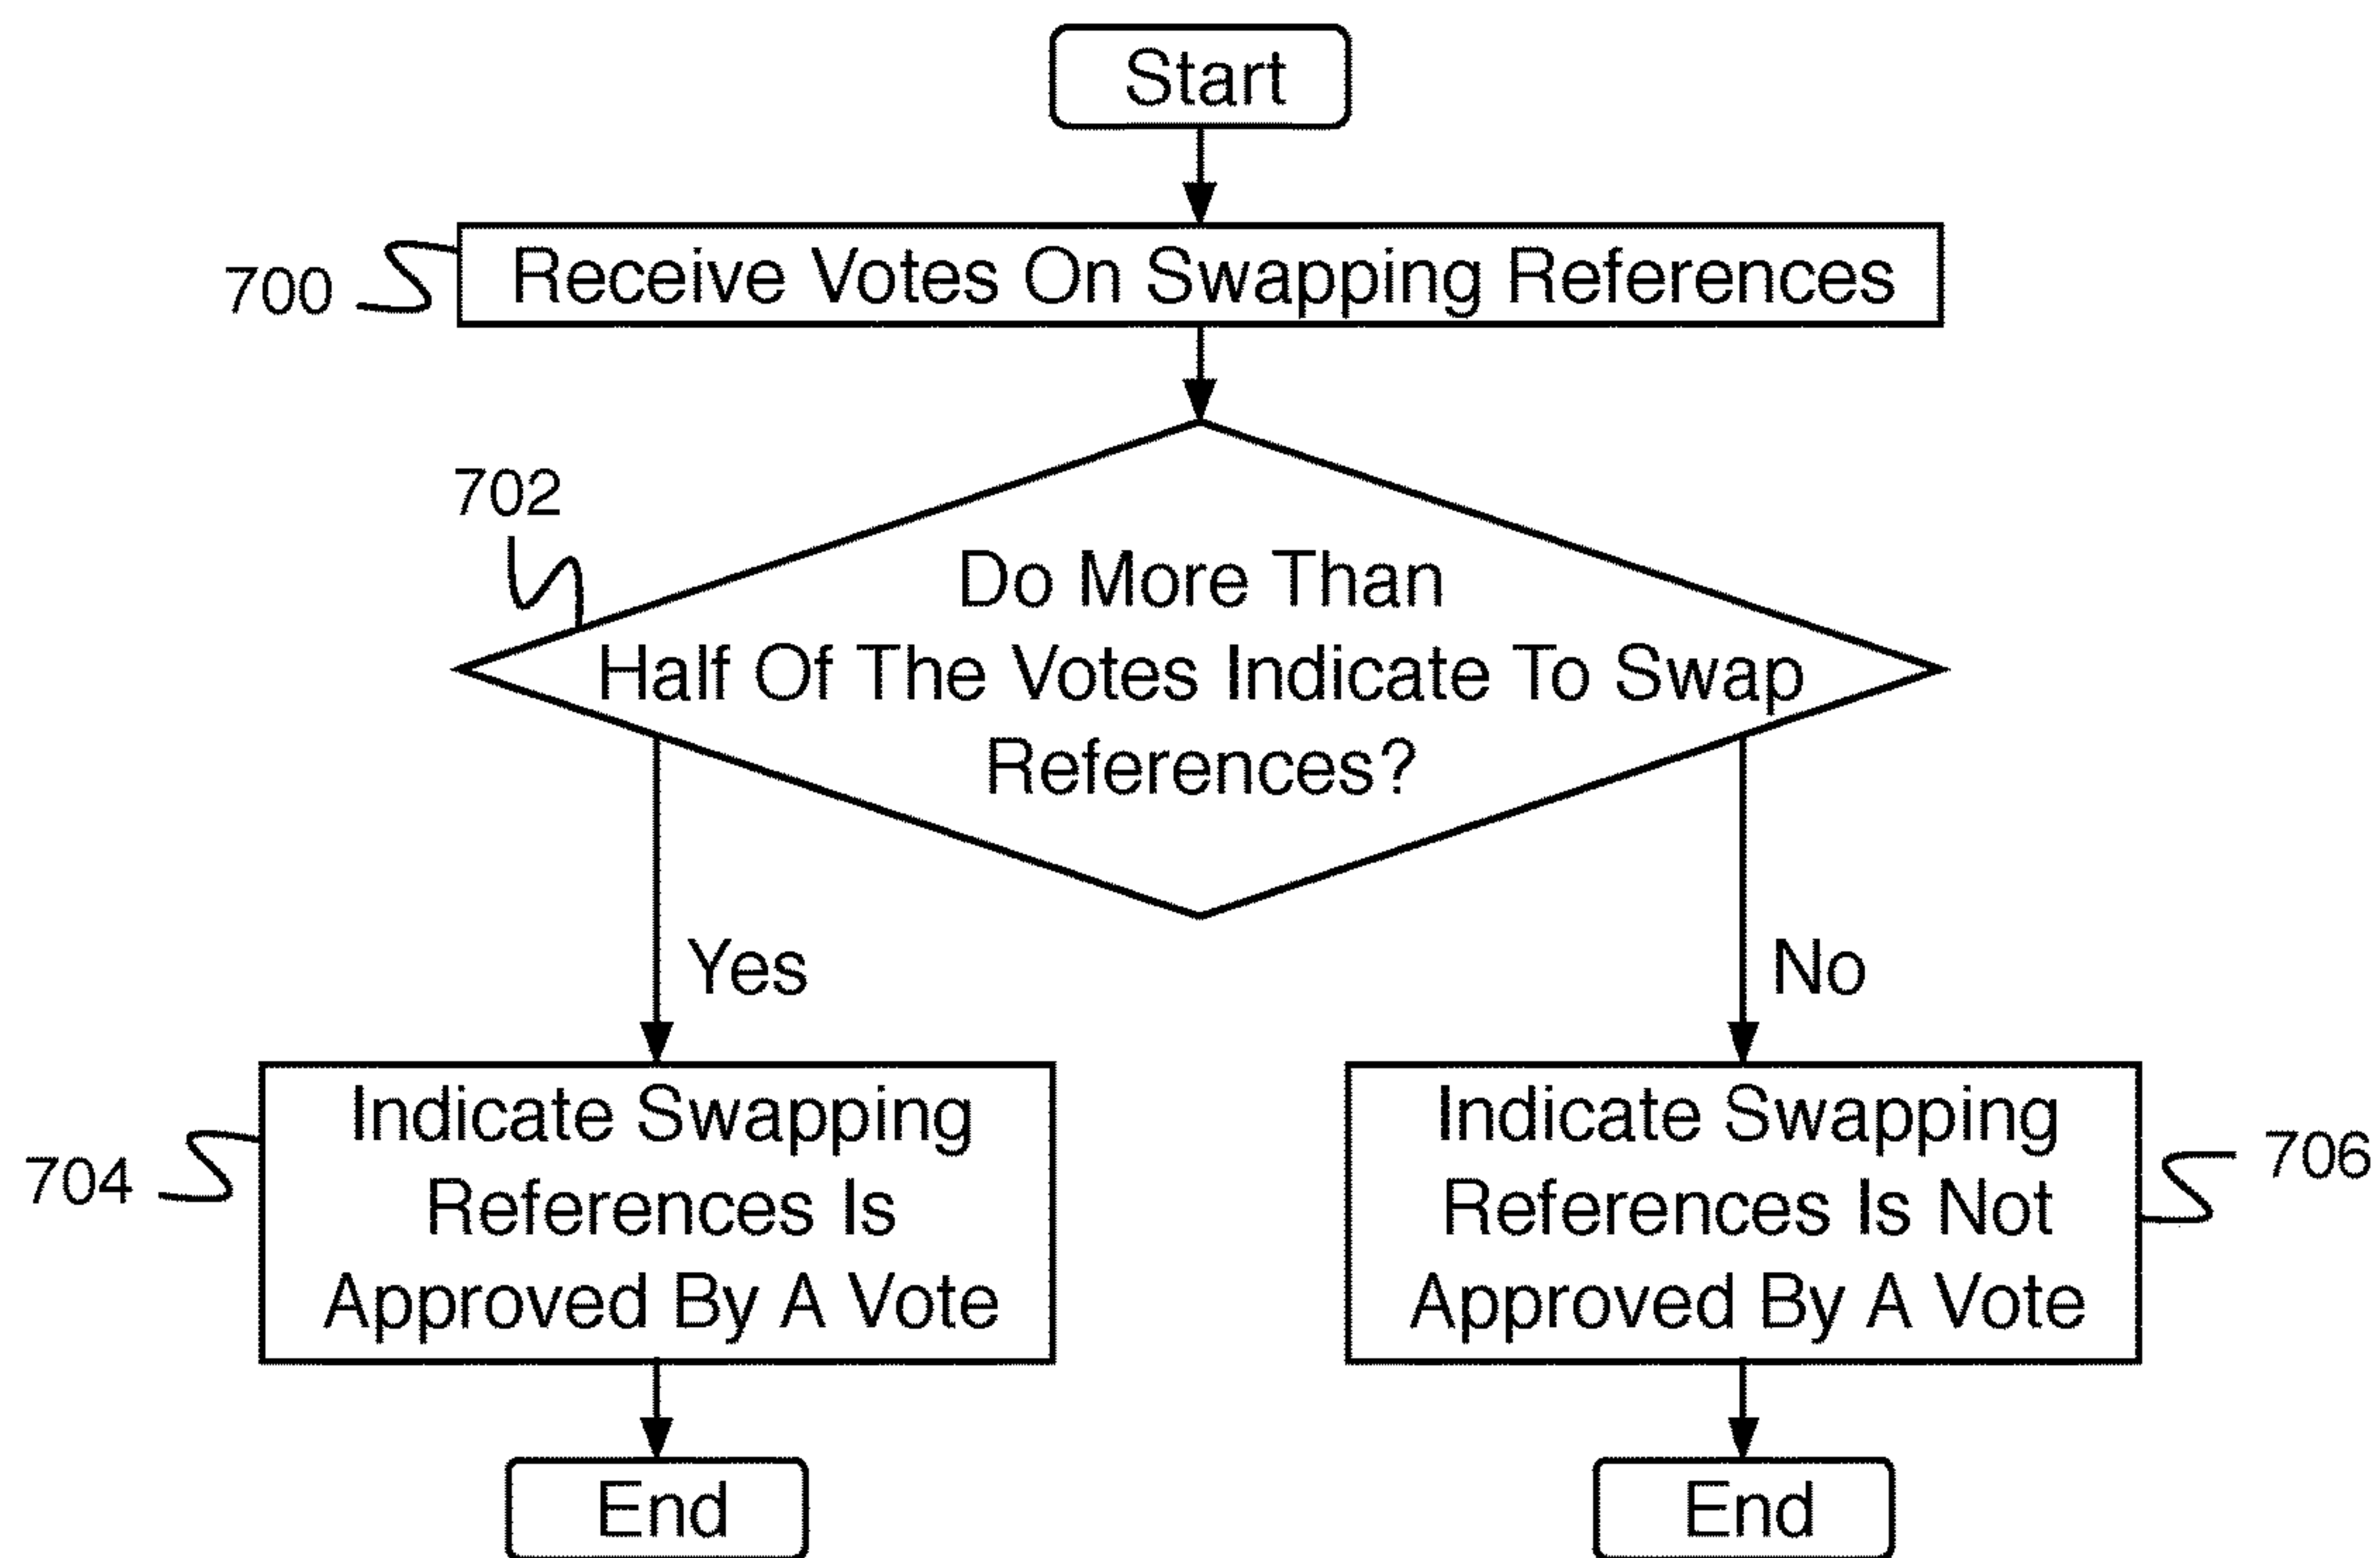 Start
700
Receive Votes On Swapping References
702
Do More Than
Half Of The Votes Indicate To Swap
References?
Yes
No
704
Indicate Swapping
References Is
Approved By A Vote
Indicate Swapping
References Is Not
Approved By A Vote
706
End
End